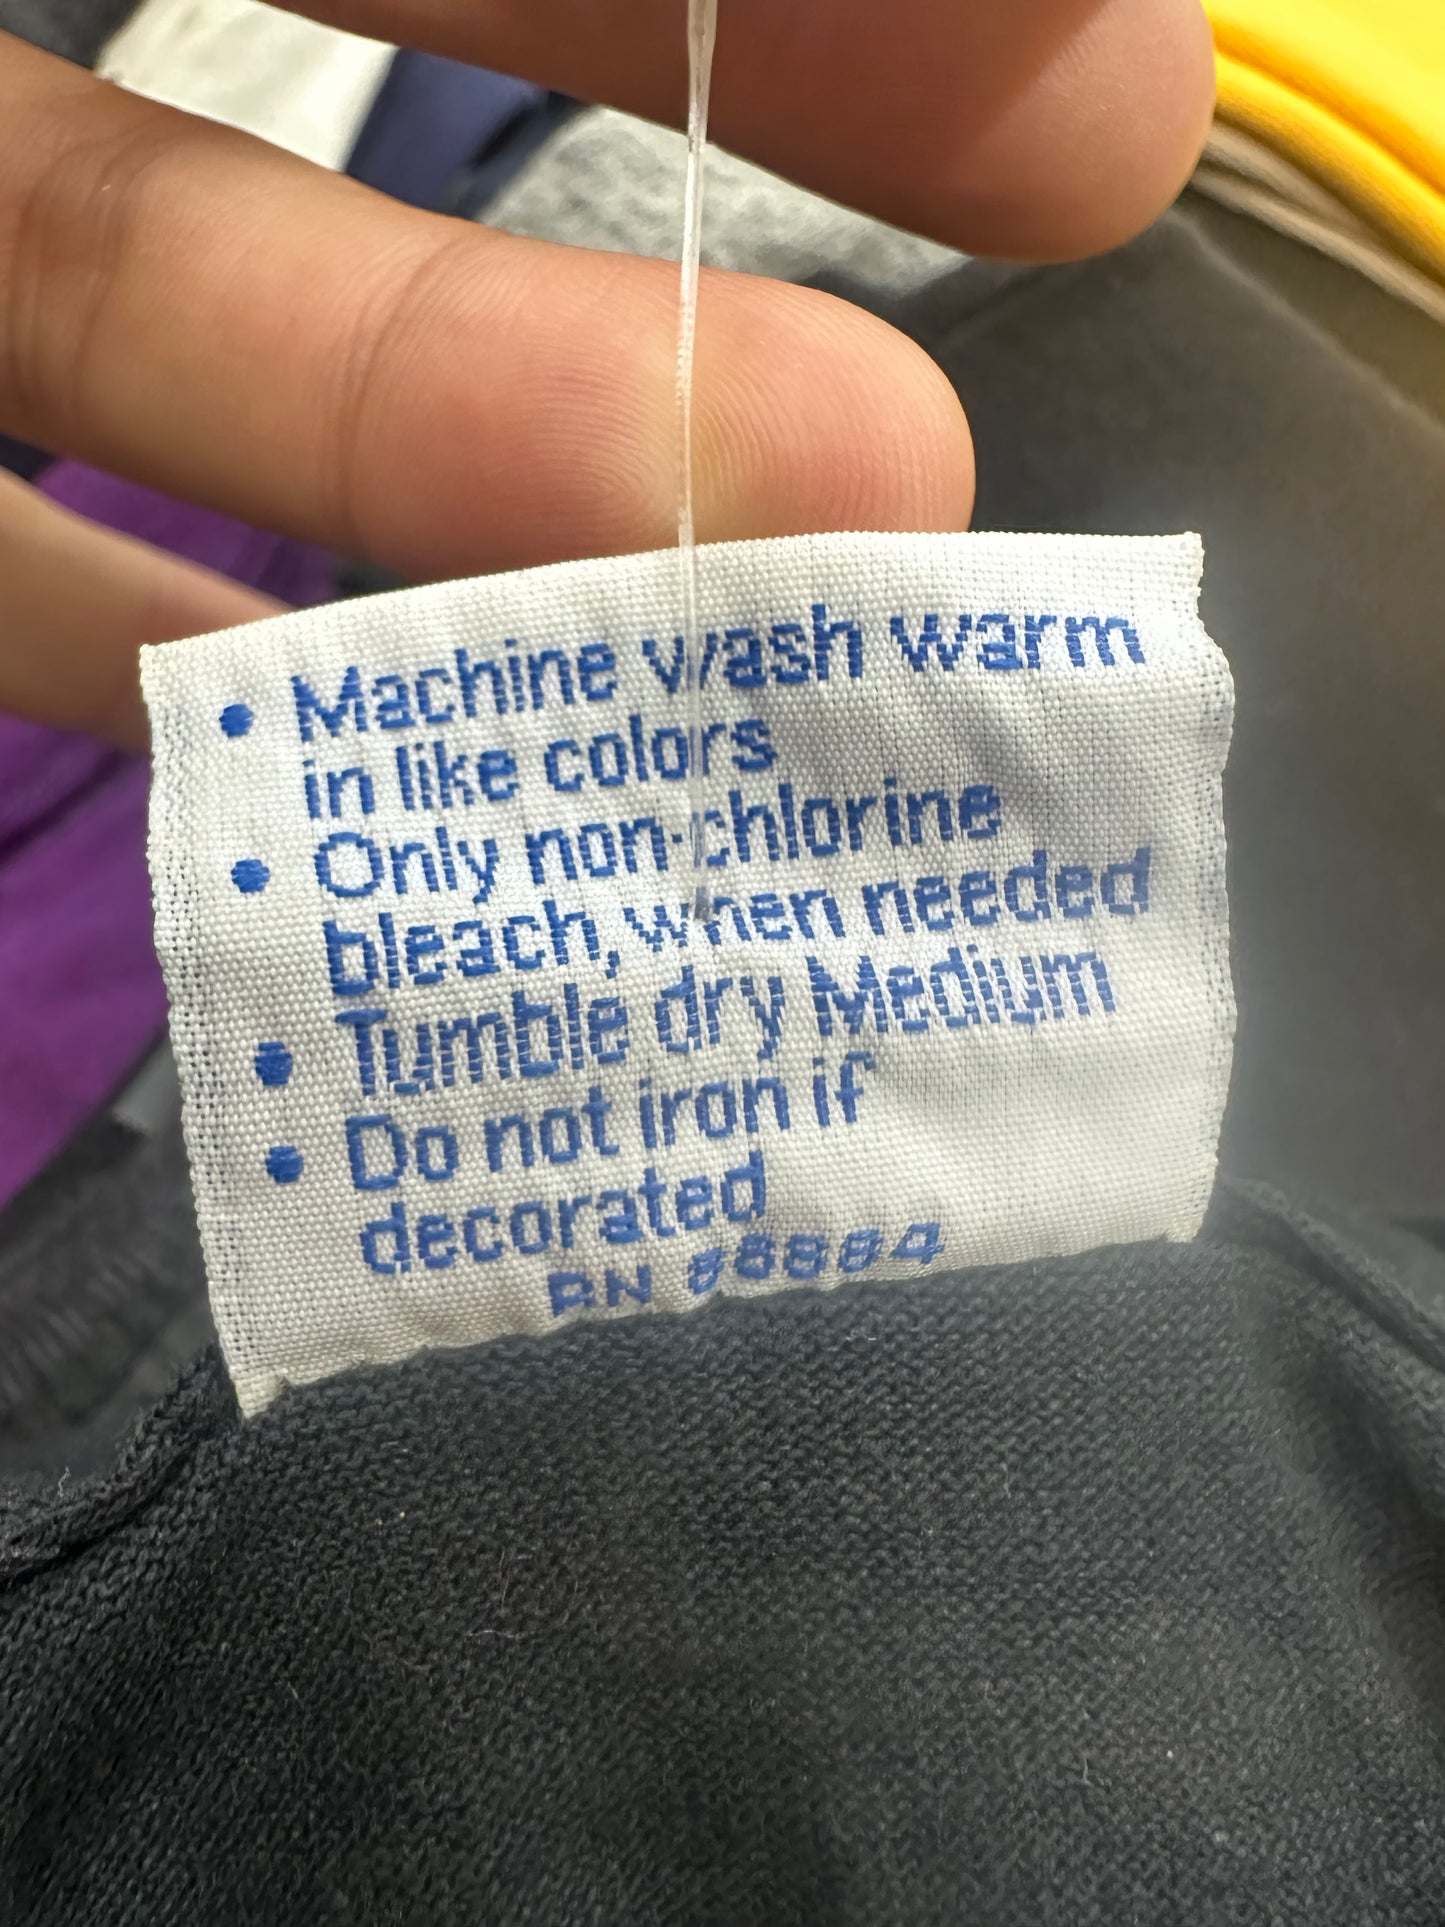 • Machine wash warm
in like colors
• Only non-chlorine
bleach, when needed
• Tumble dry Medium
• Do not iron if
decorated
RN